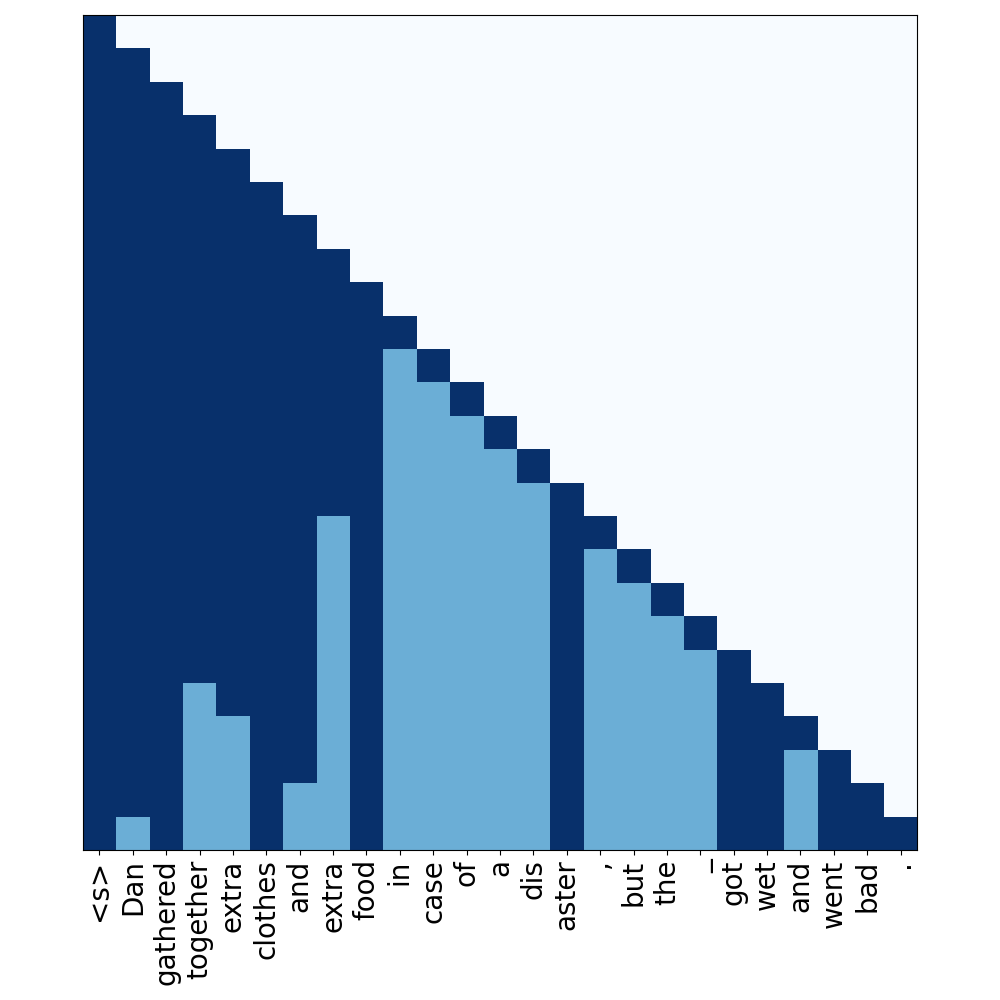 <s>
Dan
gathered
together
extra
clothes
and
extra
food
in
case
of
a
dis
aster
,
but
the
_
got
wet
and
went
bad
.